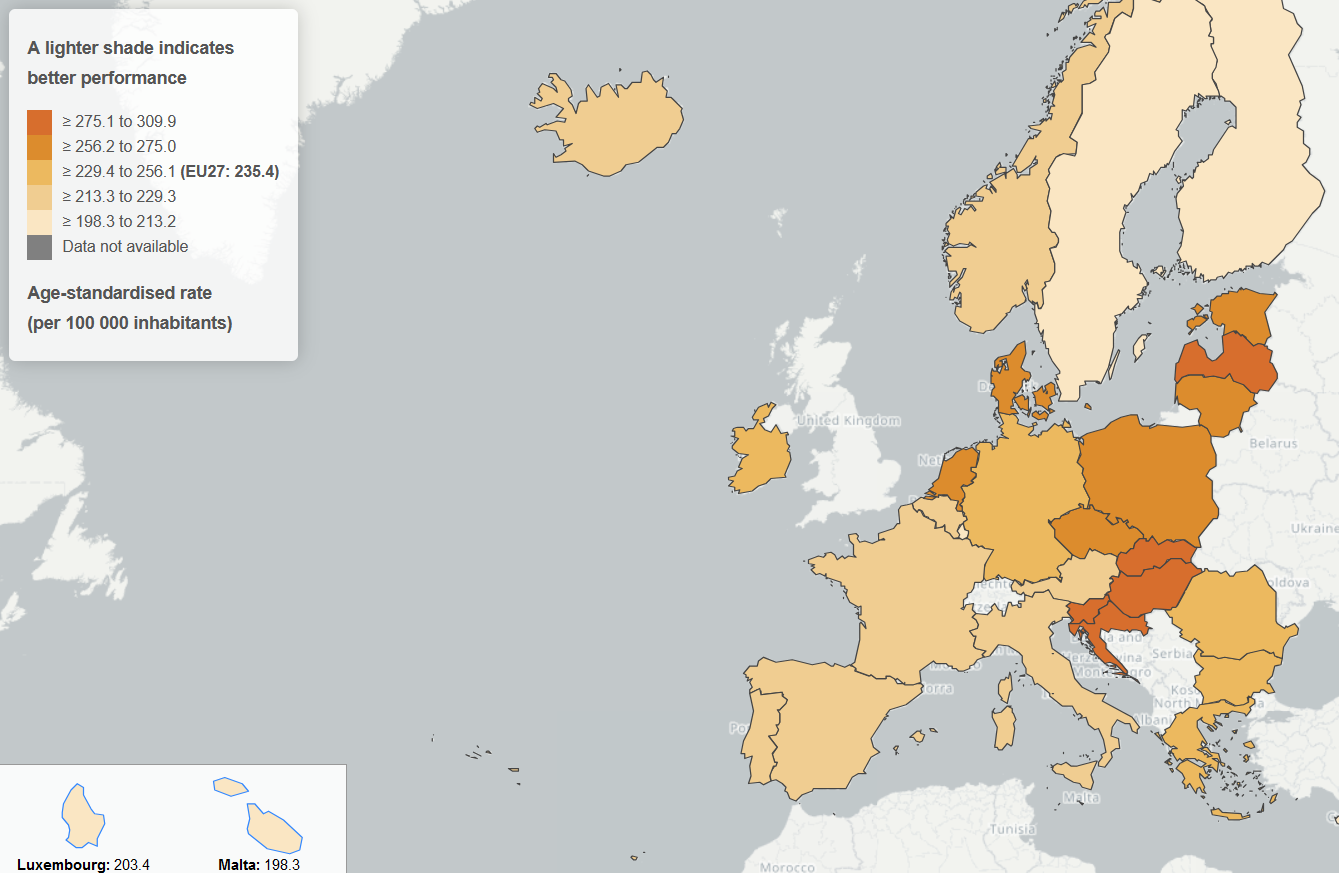 A lighter shade indicates
better performance
≥ 275.1 to 309.9
≥ 256.2 to 275.0
≥ 229.4 to 256.1 (EU27: 235.4)
≥ 213.3 to 229.3
≥ 198.3 to 213.2
Data not available
Age-standardised rate
(per 100 000 inhabitants)
United Kingdom
Belarus
Ukraine
Serbia
Malta
Tunisia
Morocco
Luxembourg: 203.4
Malta: 198.3